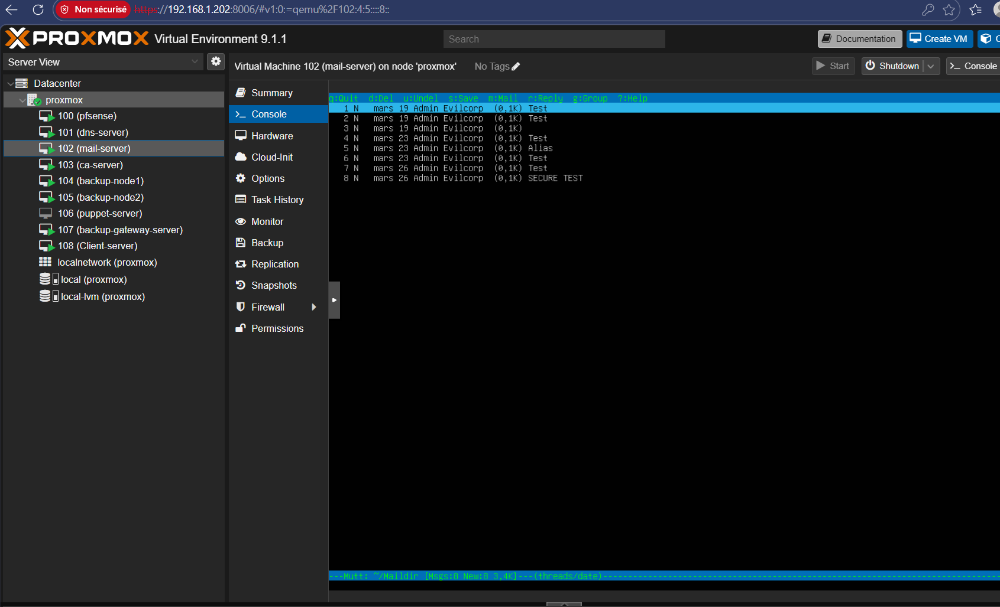 Non sécurisé https://192.168.1.202:8006/#v1:0:=qemu%2F102:4:5::::8::
PROXMOX Virtual Environment 9.1.1
Search
Documentation
Create VM
C
Server View
Virtual Machine 102 (mail-server) on node 'proxmox'
No Tags
Start
Shutdown
Console
Datacenter
proxmox
100 (pfsense)
101 (dns-server)
102 (mail-server)
103 (ca-server)
104 (backup-node1)
105 (backup-node2)
106 (puppet-server)
107 (backup-gateway-server)
108 (Client-server)
localnetwork (proxmox)
local (proxmox)
local-lvm (proxmox)
Summary
Console
Hardware
Cloud-Init
Options
Task History
Monitor
Backup
Replication
Snapshots
Firewall
Permissions
q:Quit  d:Del  u:Undel  s:Save  m:Mail  r:Reply  g:Group  ?:Help
1 N   mars 19 Admin Evilcorp  (0,1K) Test
2 N   mars 19 Admin Evilcorp  (0,1K) Test
3 N   mars 19 Admin Evilcorp  (0,1K)
4 N   mars 23 Admin Evilcorp  (0,1K) Test
5 N   mars 23 Admin Evilcorp  (0,1K) Alias
6 N   mars 23 Admin Evilcorp  (0,1K) Test
7 N   mars 26 Admin Evilcorp  (0,1K) Test
8 N   mars 26 Admin Evilcorp  (0,1K) SECURE TEST
---Mutt: ~/Maildir [Msgs:8 New:8 3,4K]---(threads/date)---